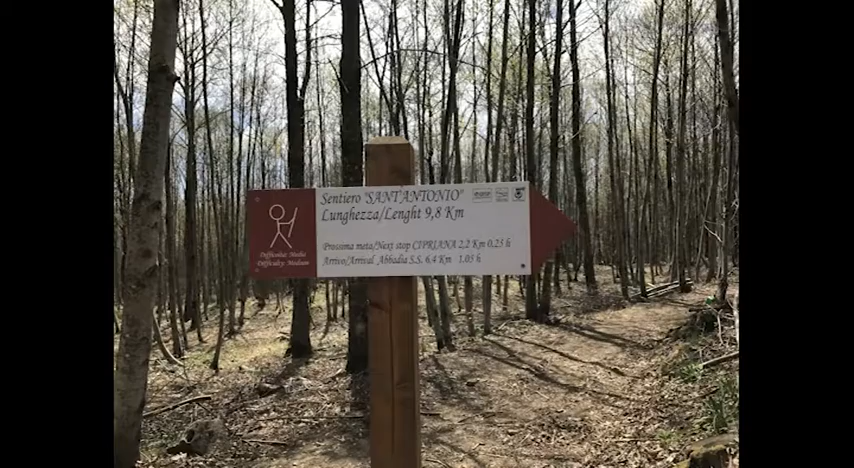 Sentiero "SANT'ANTONIO"
Lunghezza/Lenght 9,8 Km
Prossima meta/Next stop CIPRIANA 2,2 Km 0,25 h
Arrivo/Arrival Abbadia S.S. 6,4 Km 1,05 h
Difficoltà: Media
Difficulty: Medium